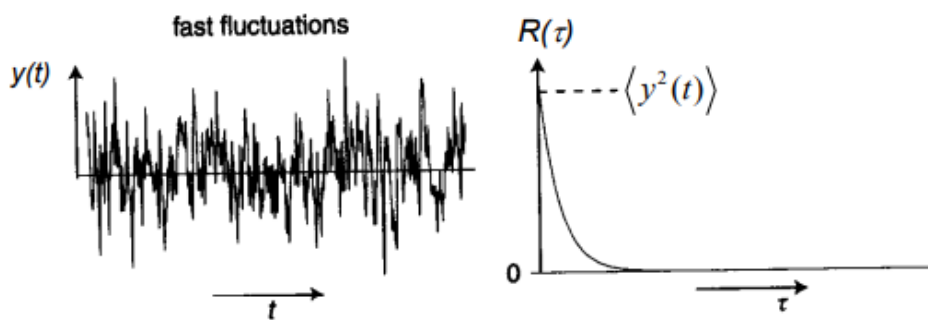 fast fluctuations
y(t)
t
R(τ)
⟨y²(t)⟩
0
τ